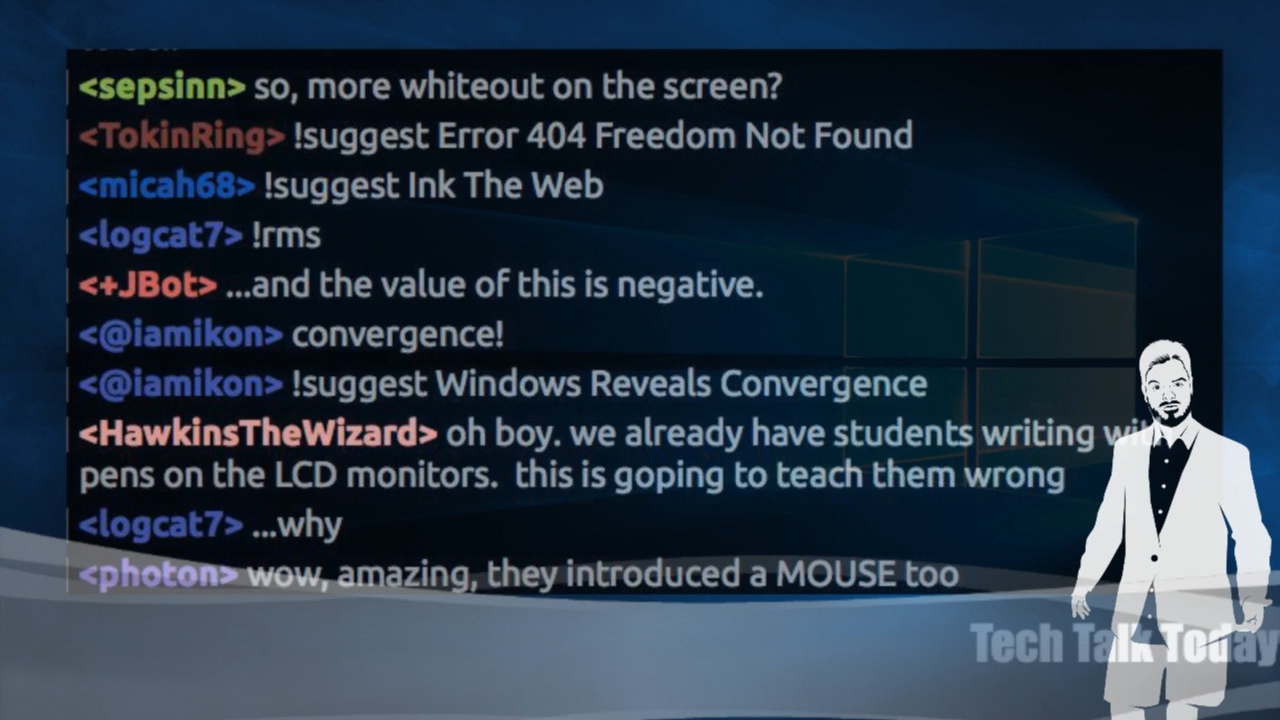 <sepsinn> so, more whiteout on the screen?
<TokinRing> !suggest Error 404 Freedom Not Found
<micah68> !suggest Ink The Web
<logcat7> !rms
<+JBot> ...and the value of this is negative.
<@iamikon> convergence!
<@iamikon> !suggest Windows Reveals Convergence
<HawkinsTheWizard> oh boy. we already have students writing with
pens on the LCD monitors.  this is goping to teach them wrong
<logcat7> ...why
<photon> wow, amazing, they introduced a MOUSE too
Tech Talk Today